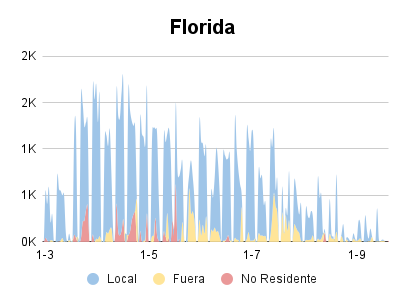 Florida
2K
2K
1K
1K
0K
1-3 1-5 1-7 1-9
Local Fuera No Residente